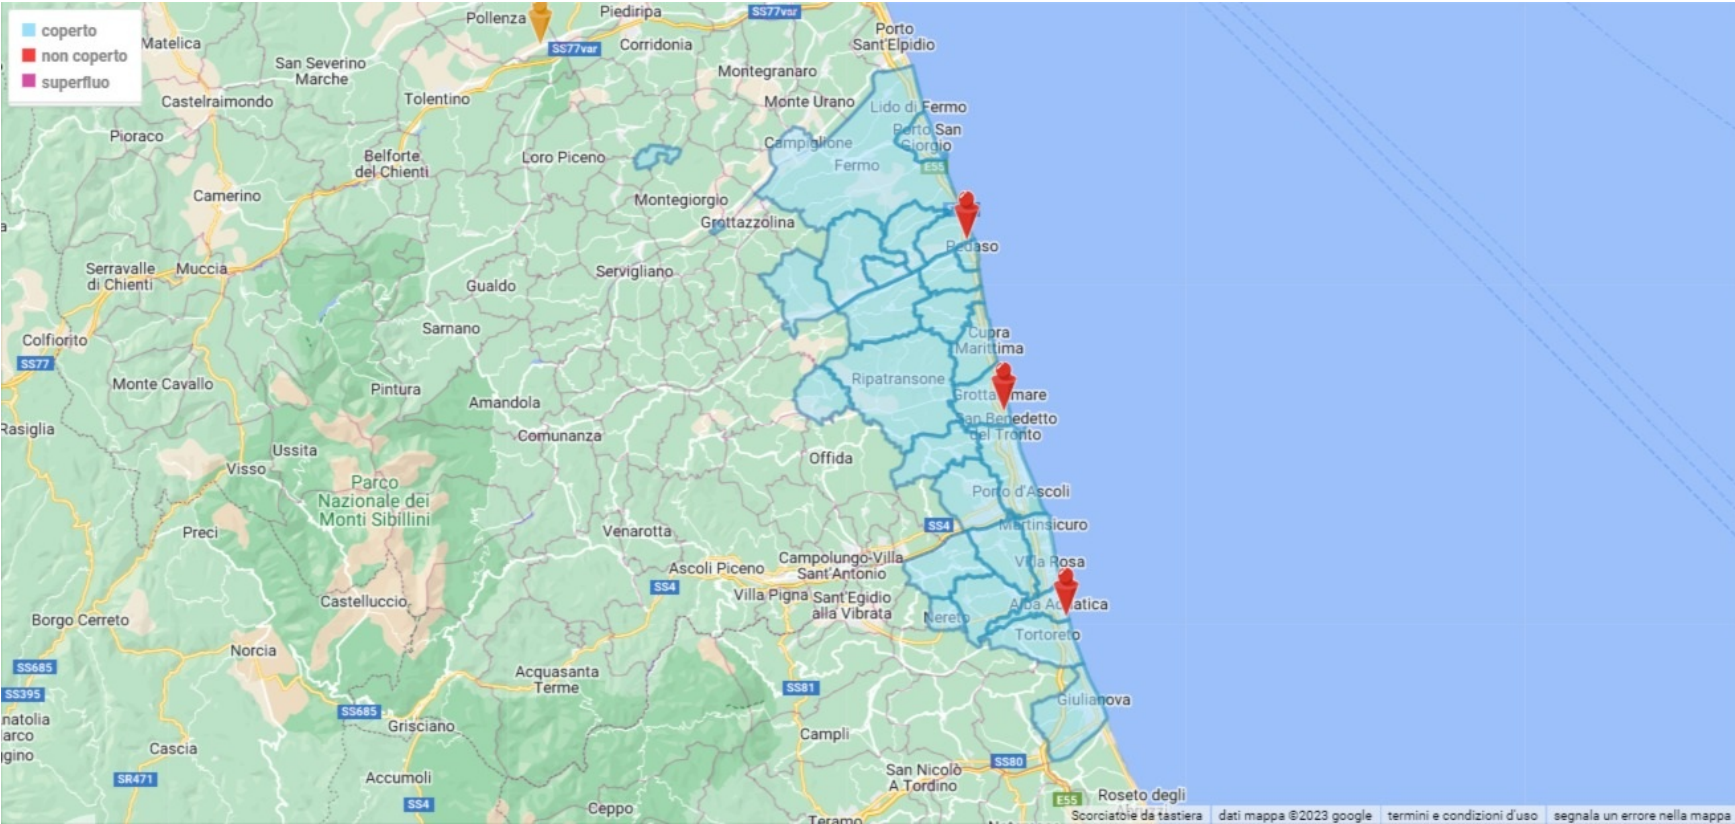 coperto
non coperto
superfluo
Pollenza
Piediripa
SS77var
Porto
Sant'Elpidio
Matelica
SS77var
Corridonia
San Severino
Marche
Montegranaro
Castelraimondo
Tolentino
Monte Urano
Lido di Fermo
Pioraco
Porto San
Giorgio
Campiglione
Belforte
del Chienti
Loro Piceno
Fermo
E55
Camerino
Montegiorgio
Grottazzolina
Pedaso
Serravalle
di Chienti
Muccia
Servigliano
Gualdo
Sarnano
Colfiorito
Cupra
Marittima
SS77
Monte Cavallo
Pintura
Amandola
Ripatransone
Grottammare
Rasiglia
Comunanza
San Benedetto
del Tronto
Ussita
Visso
Offida
Parco
Nazionale dei
Monti Sibillini
Porto d'Ascoli
Preci
Venarotta
SS4
Martinsicuro
Campolungo-Villa
Sant'Antonio
Villa Rosa
Ascoli Piceno
SS4
Villa Pigna
Sant'Egidio
alla Vibrata
Castelluccio
Alba Adriatica
Borgo Cerreto
Nereto
Tortoreto
Norcia
SS685
Acquasanta
Terme
SS395
SS81
Giulianova
SS685
Grisciano
Campli
Cascia
SS80
San Nicolò
A Tordino
SR471
Accumoli
SS4
Ceppo
E55
Roseto degli
Abruzzi
Teramo
Scorciatoie da tastiera
dati mappa ©2023 google
termini e condizioni d'uso
segnala un errore nella mappa